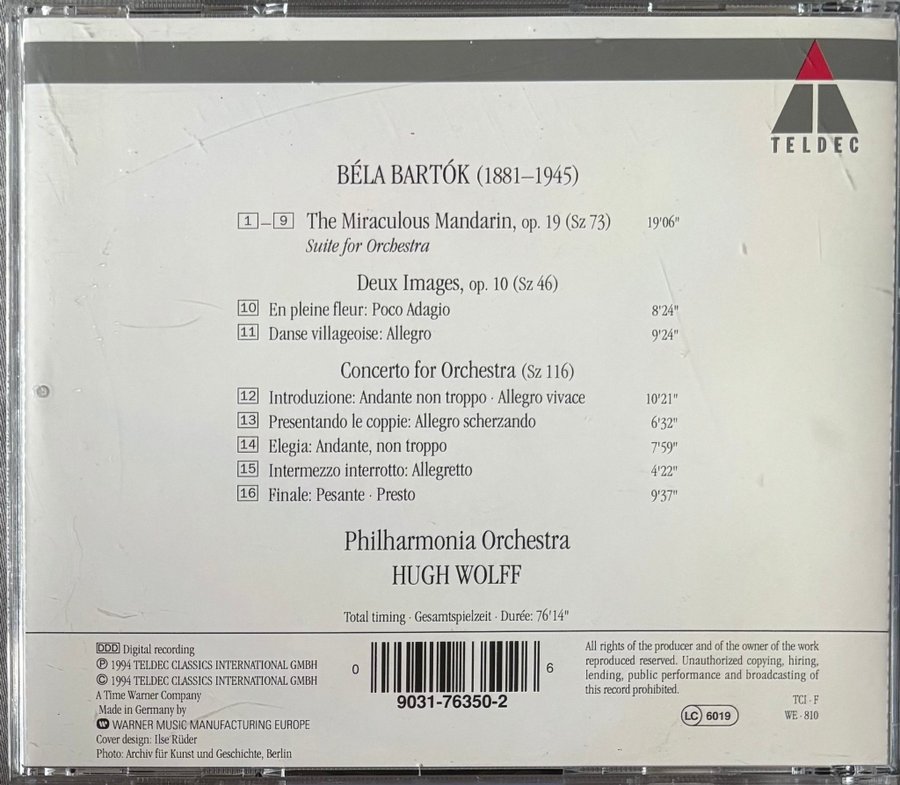 TELDEC
BÉLA BARTÓK (1881–1945)
1 – 9 The Miraculous Mandarin, op. 19 (Sz 73) 19'06"
Suite for Orchestra
Deux Images, op. 10 (Sz 46)
10 En pleine fleur: Poco Adagio 8'24"
11 Danse villageoise: Allegro 9'24"
Concerto for Orchestra (Sz 116)
12 Introduzione: Andante non troppo · Allegro vivace 10'21"
13 Presentando le coppie: Allegro scherzando 6'32"
14 Elegia: Andante, non troppo 7'59"
15 Intermezzo interrotto: Allegretto 4'22"
16 Finale: Pesante · Presto 9'37"
Philharmonia Orchestra
HUGH WOLFF
Total timing · Gesamtspielzeit · Durée: 76'14"
DDD Digital recording
℗ 1994 TELDEC CLASSICS INTERNATIONAL GMBH
© 1994 TELDEC CLASSICS INTERNATIONAL GMBH
A Time Warner Company
Made in Germany by
WARNER MUSIC MANUFACTURING EUROPE
Cover design: Ilse Rüder
Photo: Archiv für Kunst und Geschichte, Berlin
0 6
9031-76350-2
All rights of the producer and of the owner of the work
reproduced reserved. Unauthorized copying, hiring,
lending, public performance and broadcasting of
this record prohibited.
TCI · F
LC 6019 WE · 810